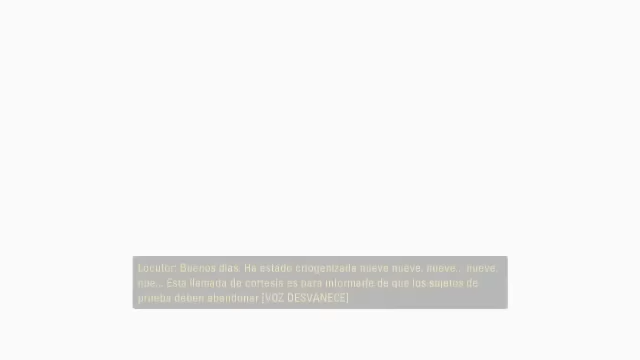 Locutor: Buenos días. Ha estado criogenizada nueve nueve, nueve... nueve,
nue... Esta llamada de cortesía es para informarle de que los sujetos de
prueba deben abandonar [VOZ DESVANECE]